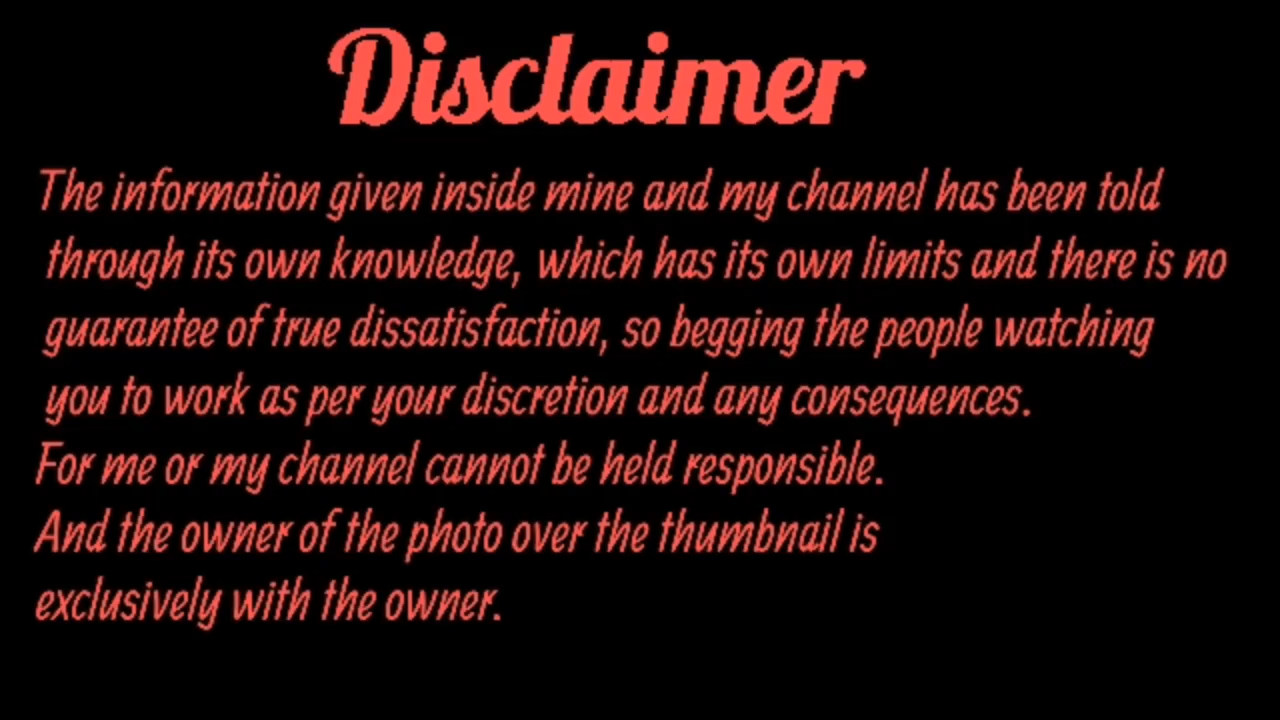 Disclaimer
The information given inside mine and my channel has been told
through its own knowledge, which has its own limits and there is no
guarantee of true dissatisfaction, so begging the people watching
you to work as per your discretion and any consequences.
For me or my channel cannot be held responsible.
And the owner of the photo over the thumbnail is
exclusively with the owner.